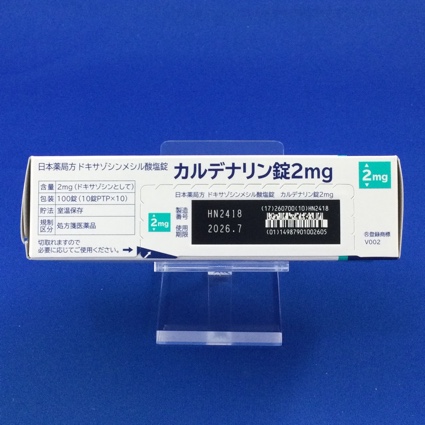 日本薬局方 ドキサゾシンメシル酸塩錠 カルデナリン錠2mg
2mg
含量 2mg(ドキサゾシンとして)
包装 100錠(10錠PTP×10)
貯法 室温保存
規制区分 処方箋医薬品
切取れますので
必要に応じてご使用ください。
日本薬局方 ドキサゾシンメシル酸塩錠 カルデナリン錠2mg
2mg
製造番号 HN2418
使用期限 2026.7
(17)260700(10)HN2418
(01)14987901002605
®登録商標
V002